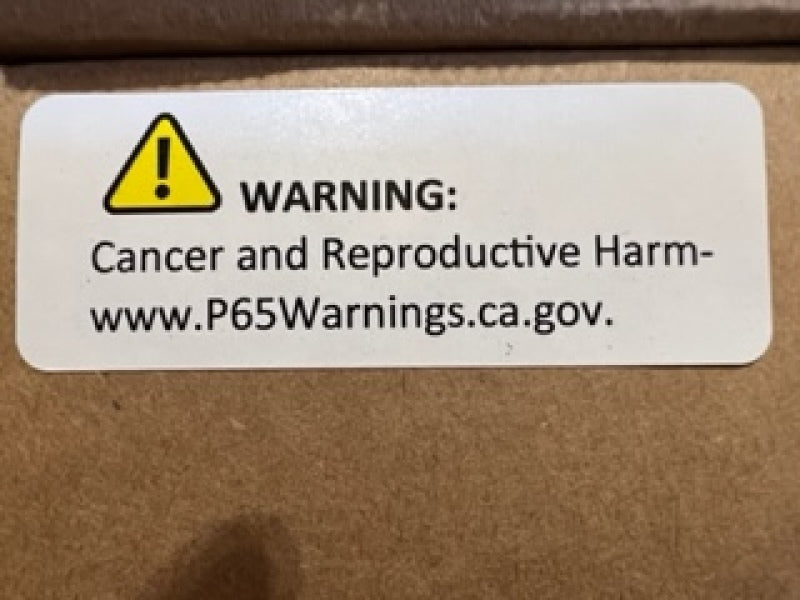 WARNING:
Cancer and Reproductive Harm-
www.P65Warnings.ca.gov.